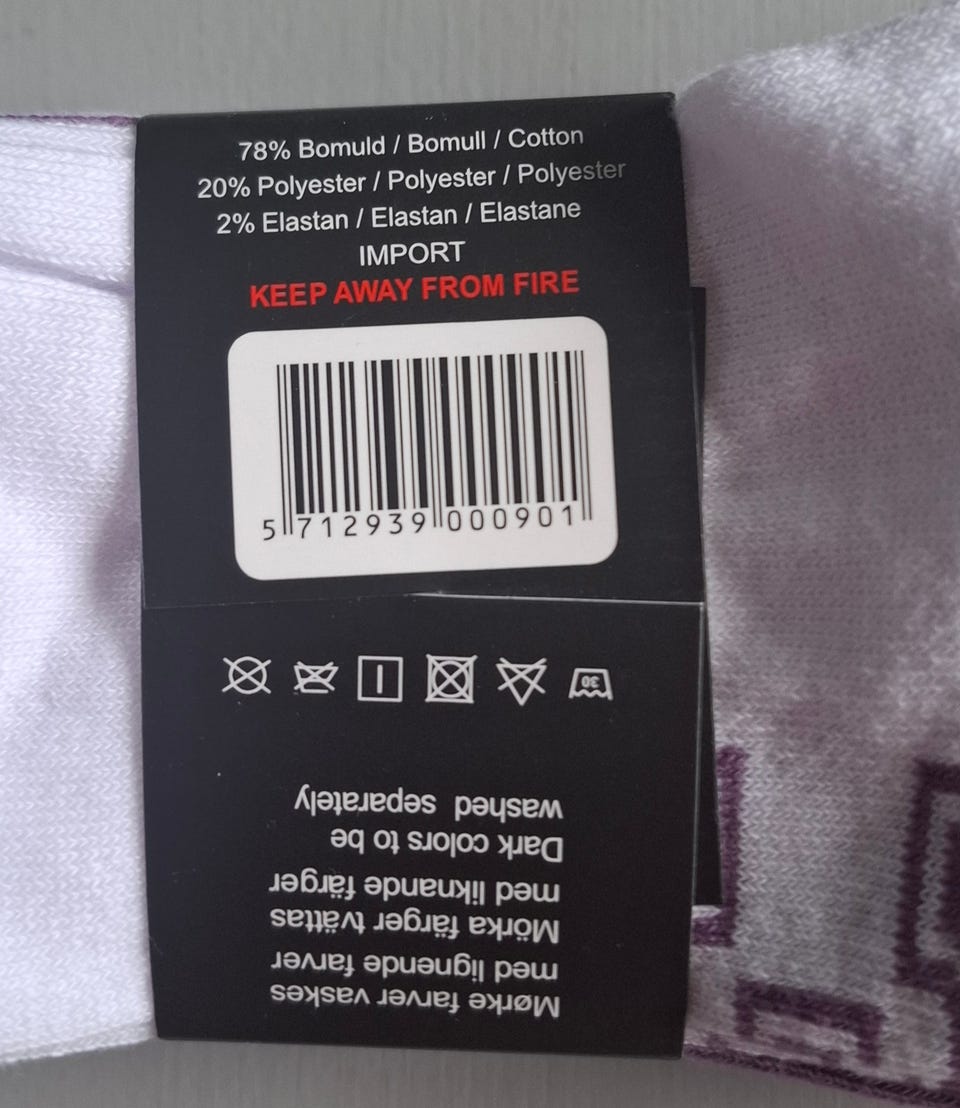 78% Bomuld / Bomull / Cotton
20% Polyester / Polyester / Polyester
2% Elastan / Elastan / Elastane
IMPORT
KEEP AWAY FROM FIRE
5 712939 000901
Mørke farver vaskes
med lignende farver
Mörka färger tvättas
med liknande färger
Dark colors to be
washed separately
30